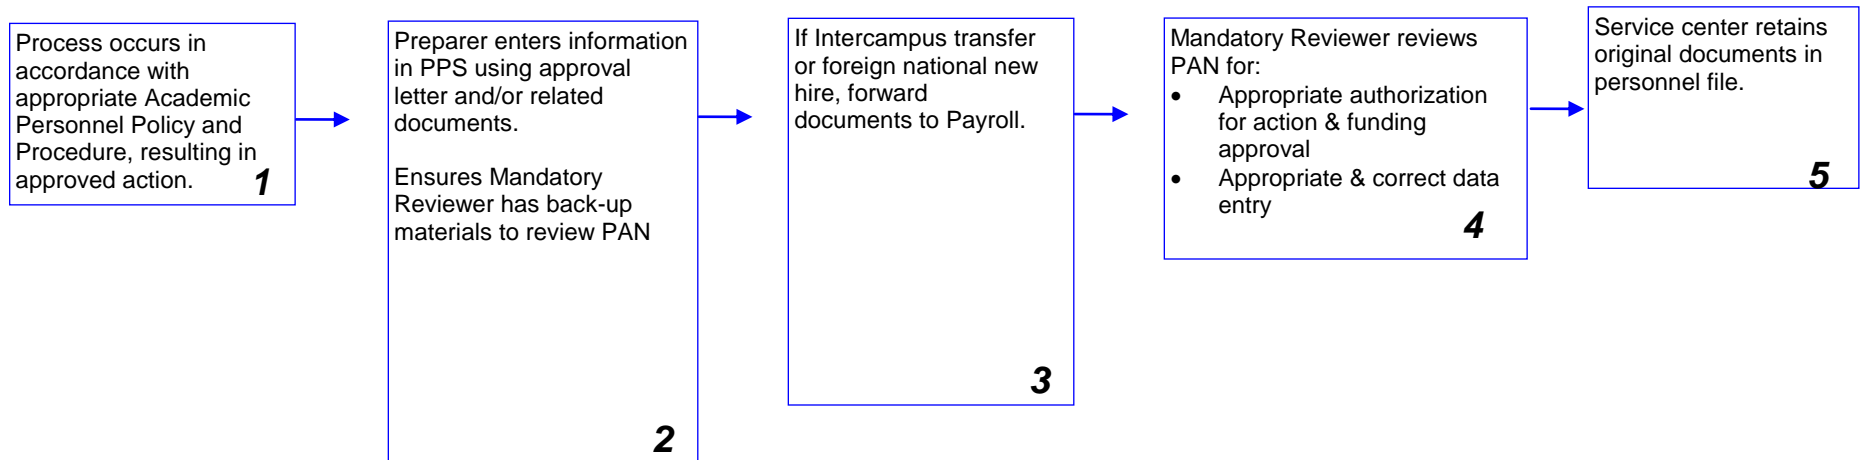 Process occurs in
accordance with
appropriate Academic
Personnel Policy and
Procedure, resulting in
approved action.
1
Preparer enters information
in PPS using approval
letter and/or related
documents.
Ensures Mandatory
Reviewer has back-up
materials to review PAN
2
If Intercampus transfer
or foreign national new
hire, forward
documents to Payroll.
3
Mandatory Reviewer reviews
PAN for:
• Appropriate authorization
for action & funding
approval
• Appropriate & correct data
entry
4
Service center retains
original documents in
personnel file.
5